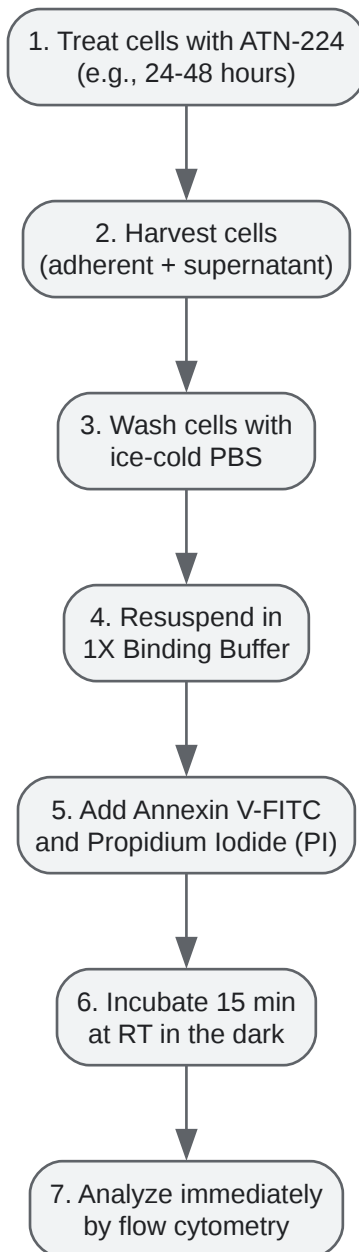 1. Treat cells with ATN-224
(e.g., 24-48 hours)
2. Harvest cells
(adherent + supernatant)
3. Wash cells with
ice-cold PBS
4. Resuspend in
1X Binding Buffer
5. Add Annexin V-FITC
and Propidium Iodide (PI)
6. Incubate 15 min
at RT in the dark
7. Analyze immediately
by flow cytometry